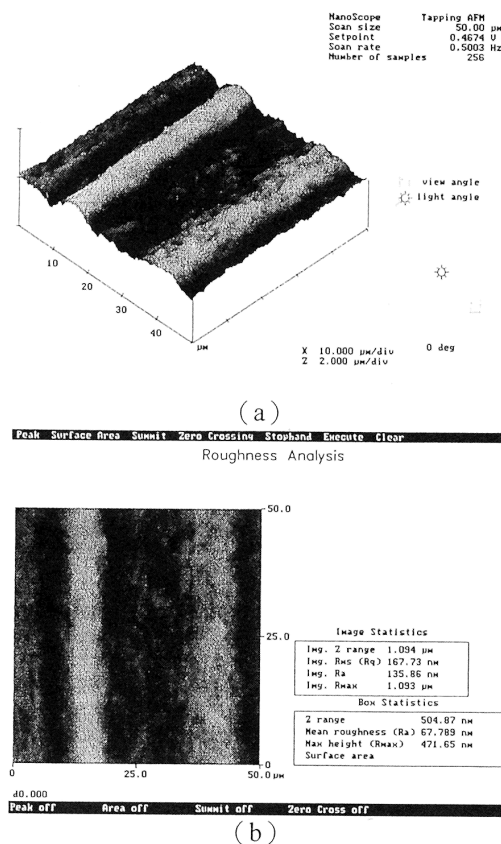 NanoScope Tapping AFM
Scan size 50.00 µm
Setpoint 0.4674 V
Scan rate 0.5003 Hz
Number of samples 256
view angle
light angle
10
20
30
40
µm
X 10.000 µm/div
Z 2.000 µm/div
0 deg
(a)
Peak Surface Area Summit Zero Crossing Stopband Execute Clear
Roughness Analysis
50.0
25.0
0
0 25.0 50.0 µm
Image Statistics
Img. Z range 1.094 µm
Img. Rms (Rq) 167.73 nm
Img. Ra 135.86 nm
Img. Rmax 1.093 µm
Box Statistics
Z range 504.87 nm
Mean roughness (Ra) 67.789 nm
Max height (Rmax) 471.65 nm
Surface area
d0.000
Peak off Area off Summit off Zero Cross off
(b)